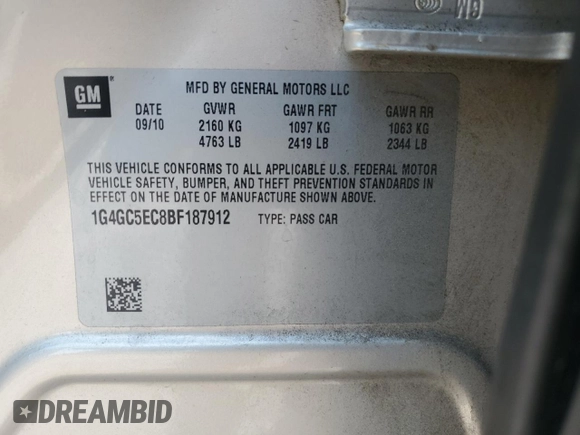 GM
GM
MFD BY GENERAL MOTORS LLC
DATE GVWR GAWR FRT GAWR RR
09/10 2160 KG 1097 KG 1063 KG
4763 LB 2419 LB 2344 LB
THIS VEHICLE CONFORMS TO ALL APPLICABLE U.S. FEDERAL MOTOR
VEHICLE SAFETY, BUMPER, AND THEFT PREVENTION STANDARDS IN
EFFECT ON THE DATE OF MANUFACTURE SHOWN ABOVE.
1G4GC5EC8BF187912 TYPE: PASS CAR
DREAMBID